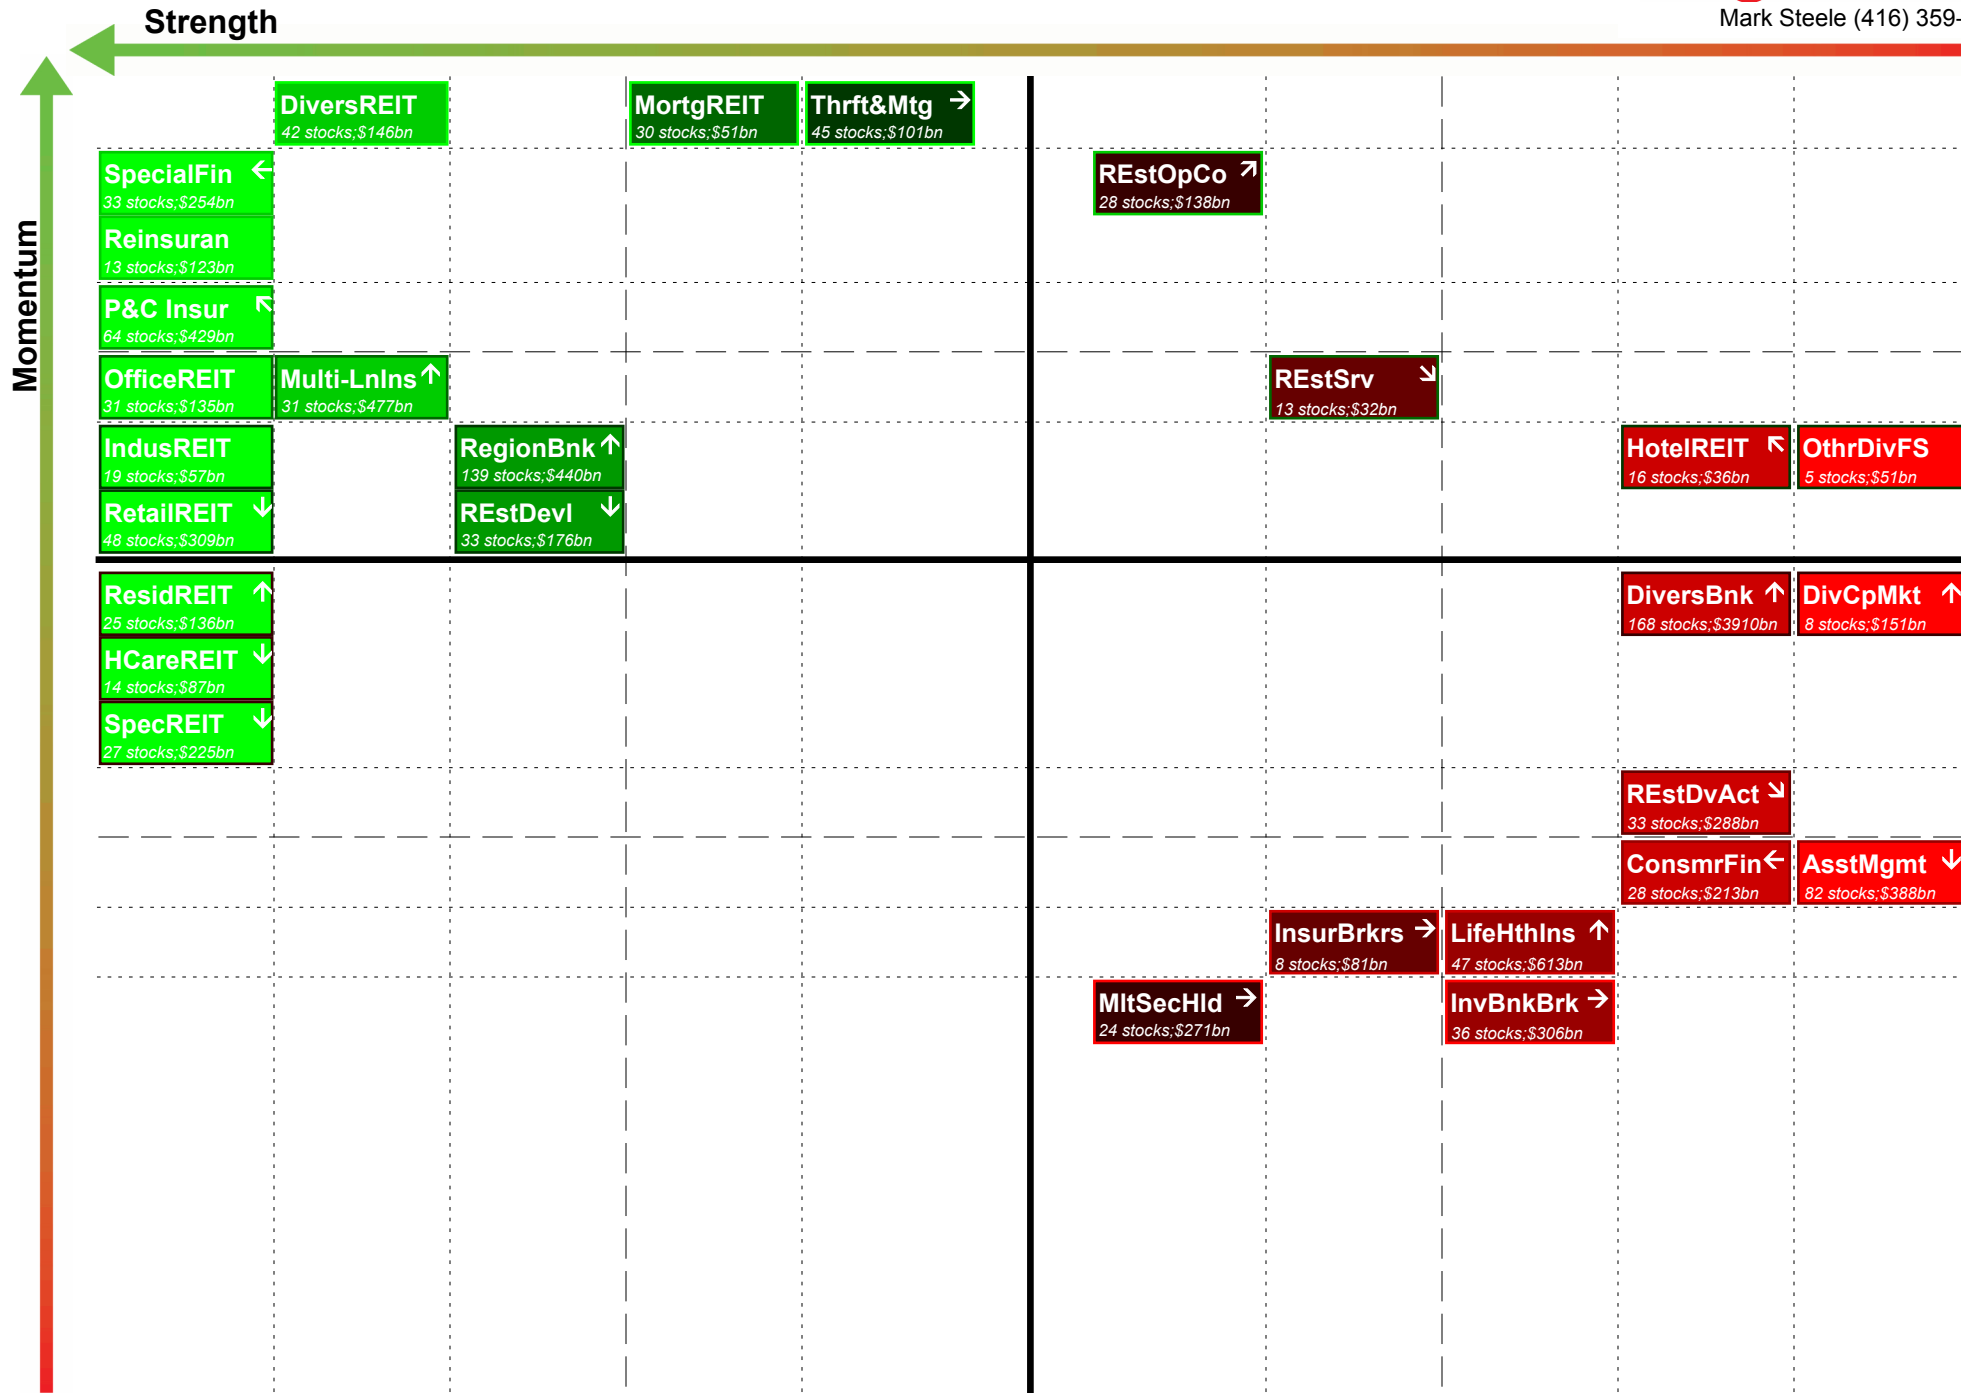 Strength
Mark Steele (416) 359-
Momentum
DiversREIT
42 stocks;$146bn
MortgREIT
30 stocks;$51bn
Thrft&Mtg →
45 stocks;$101bn
SpecialFin ←
33 stocks;$254bn
REstOpCo ↗
28 stocks;$138bn
Reinsuran
13 stocks;$123bn
P&C Insur ↖
64 stocks;$429bn
OfficeREIT
31 stocks;$135bn
Multi-LnIns ↑
31 stocks;$477bn
REstSrv ↘
13 stocks;$32bn
IndusREIT
19 stocks;$57bn
RegionBnk ↑
139 stocks;$440bn
HotelREIT ↖
16 stocks;$36bn
OthrDivFS
5 stocks;$51bn
RetailREIT ↓
48 stocks;$309bn
REstDevl ↓
33 stocks;$176bn
ResidREIT ↑
25 stocks;$136bn
DiversBnk ↑
168 stocks;$3910bn
DivCpMkt ↑
8 stocks;$151bn
HCareREIT ↓
14 stocks;$87bn
SpecREIT ↓
27 stocks;$225bn
REstDvAct ↘
33 stocks;$288bn
ConsmrFin ←
28 stocks;$213bn
AsstMgmt ↓
82 stocks;$388bn
InsurBrkrs →
8 stocks;$81bn
LifeHthIns ↑
47 stocks;$613bn
MltSecHld →
24 stocks;$271bn
InvBnkBrk →
36 stocks;$306bn